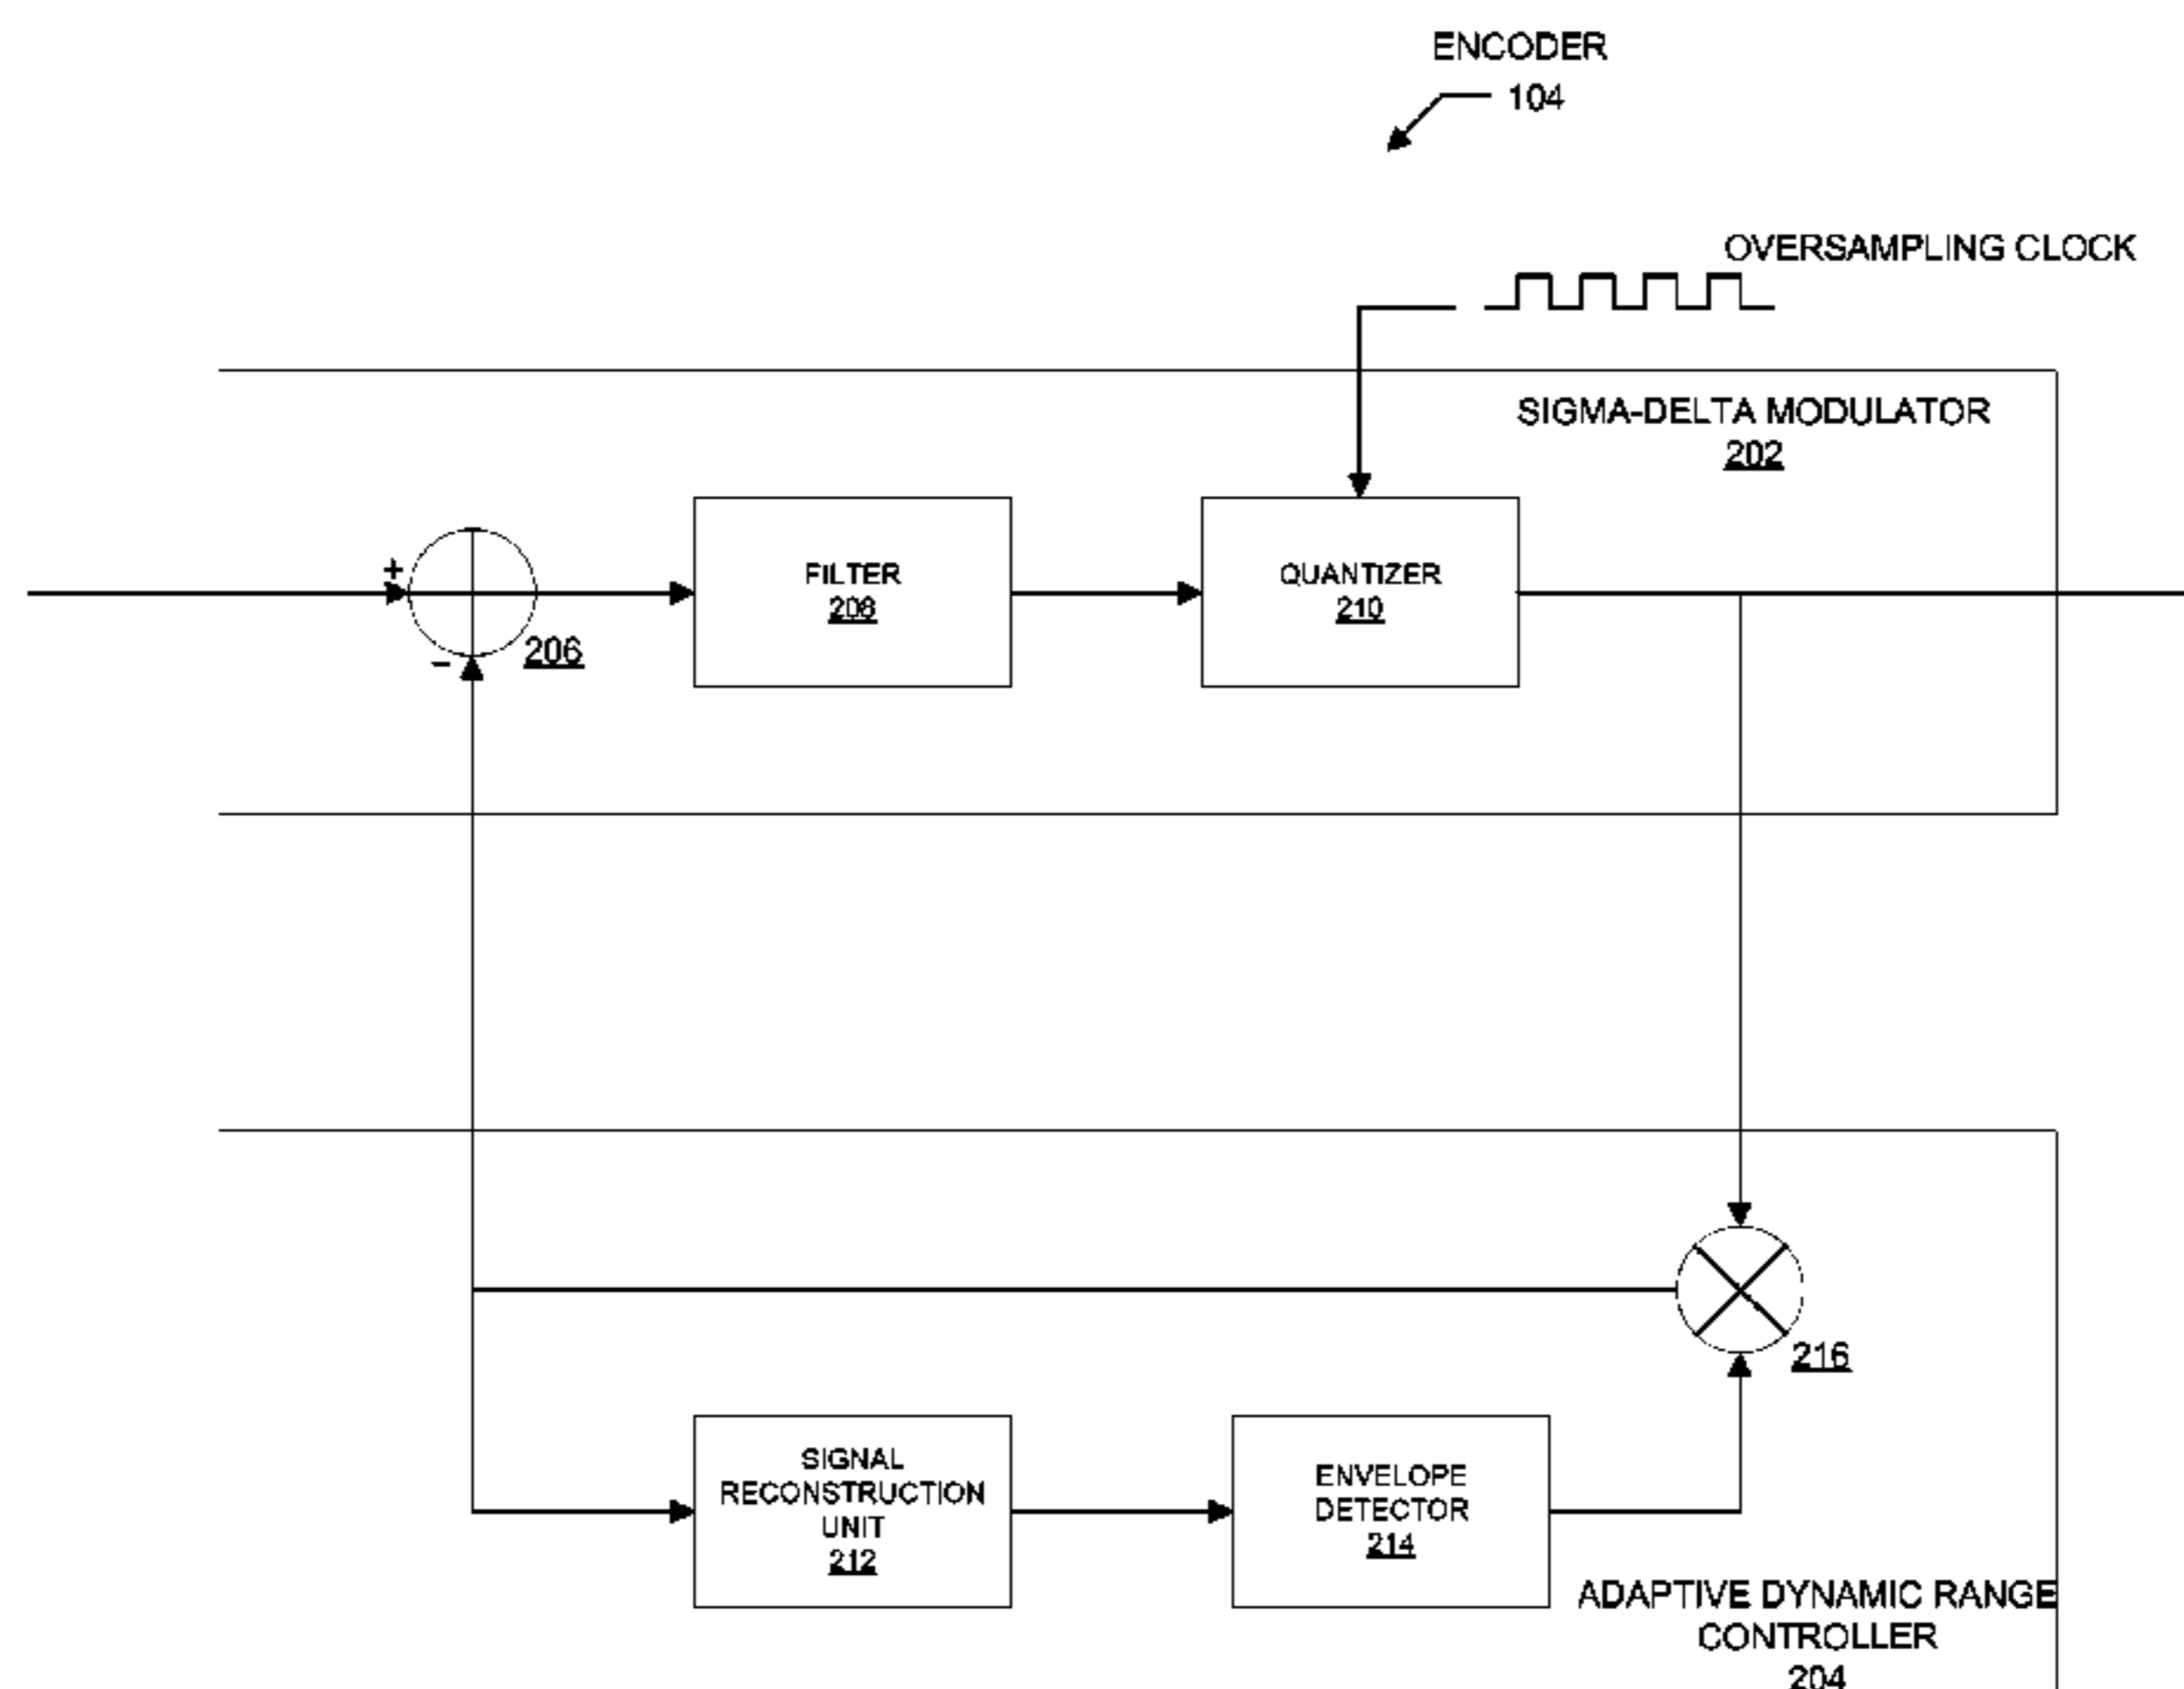 ENCODER
104
OVERSAMPLING CLOCK
SIGMA-DELTA MODULATOR
202
+
FILTER
208
QUANTIZER
210
−
206
216
SIGNAL
RECONSTRUCTION
UNIT
212
ENVELOPE
DETECTOR
214
ADAPTIVE DYNAMIC RANGE
CONTROLLER
204